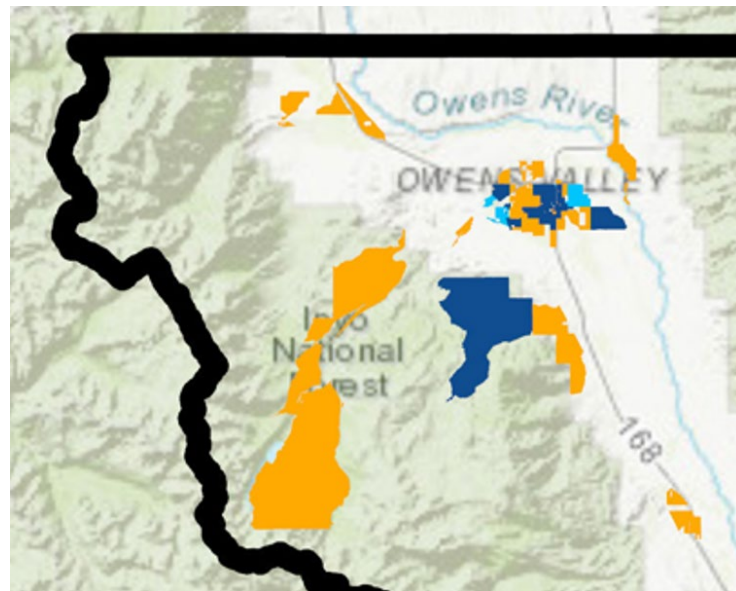 Owens River
OWENS VALLEY
Inyo
National
Forest
168